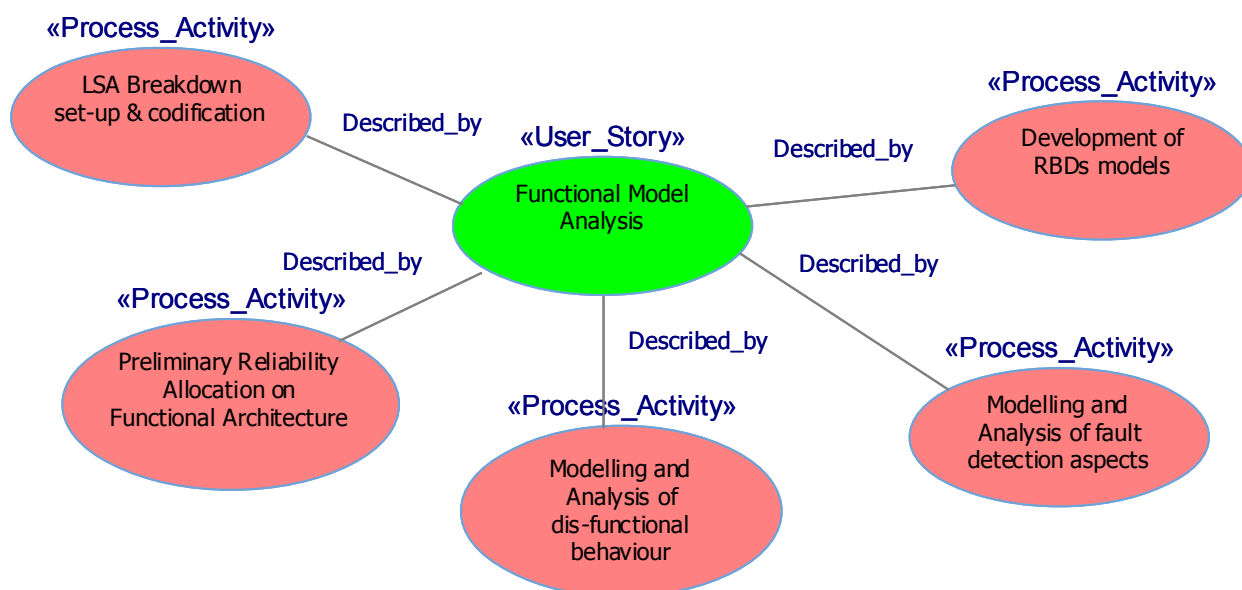 «Process_Activity»
LSA Breakdown
set-up & codification
Described_by
«User_Story»
Functional Model
Analysis
Described_by
«Process_Activity»
Development of
RBDs models
Described_by
«Process_Activity»
Preliminary Reliability
Allocation on
Functional Architecture
Described_by
«Process_Activity»
Modelling and
Analysis of
dis-functional
behaviour
Described_by
«Process_Activity»
Modelling and
Analysis of fault
detection aspects